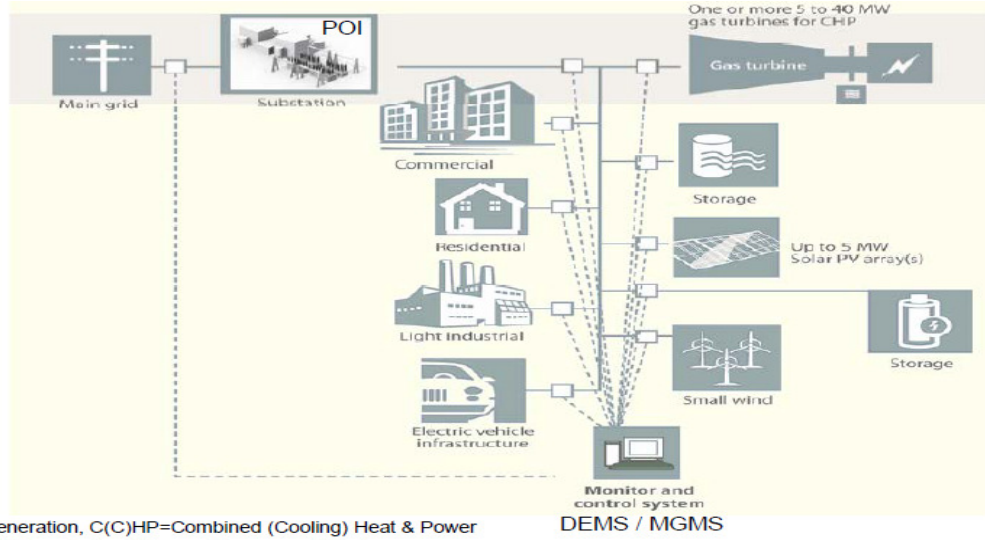 POI
One or more 5 to 40 MW
gas turbines for CHP
Gas turbine
Main grid
Substation
Commercial
Storage
Residential
Up to 5 MW
Solar PV array(s)
Light industrial
Storage
Small wind
Electric vehicle
infrastructure
Monitor and
control system
eneration, C(C)HP=Combined (Cooling) Heat & Power
DEMS / MGMS